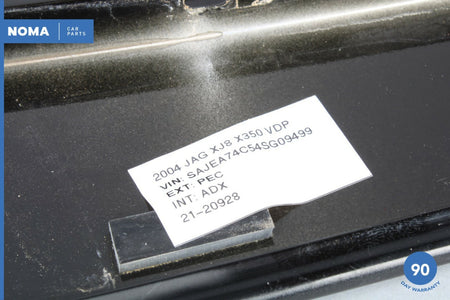 NOMA
CAR
PARTS
2004 JAG XJ8 X350 VDP
VIN: SAJEA74C54SG09499
EXT: PEC
INT: ADX
21-20928
90
DAY WARRANTY